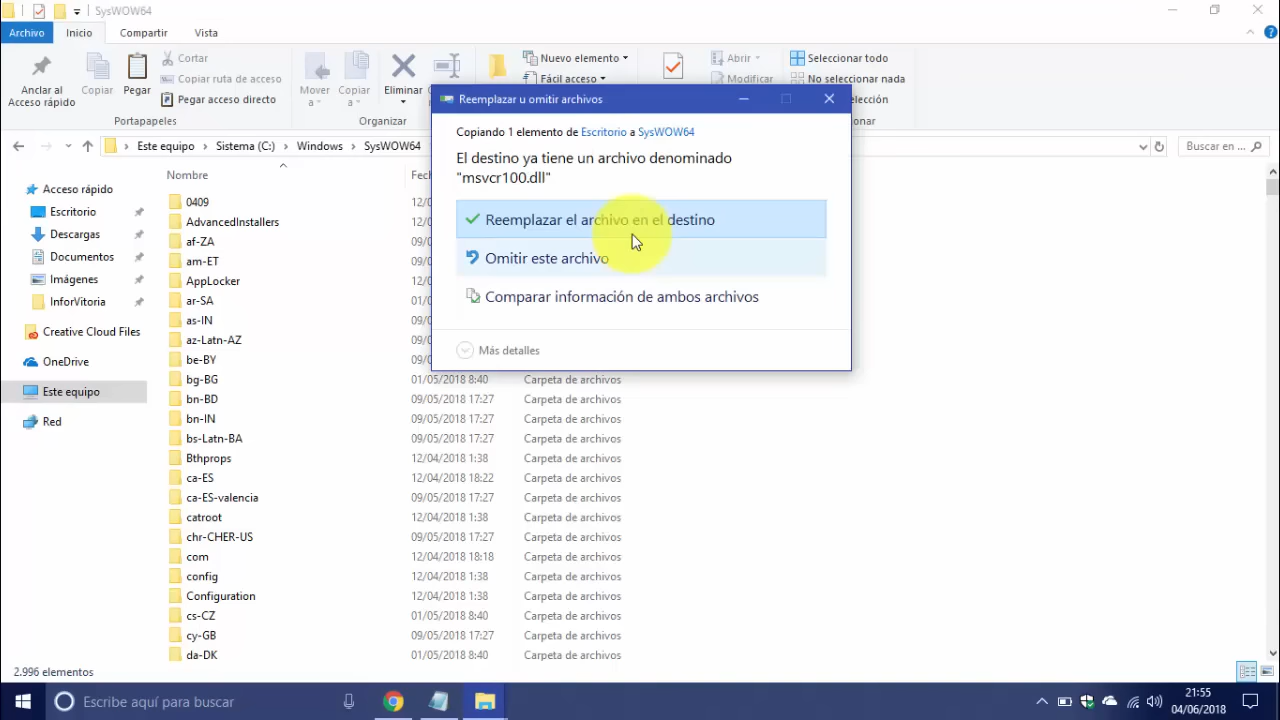 SysWOW64
Archivo
Inicio
Compartir
Vista
Anclar al
Acceso rápido
Copiar
Pegar
Cortar
Copiar ruta de acceso
Pegar acceso directo
Portapapeles
Mover
a
Copiar
a
Eliminar
Organizar
Nuevo elemento
Fácil acceso
Abrir
Modificar
Seleccionar todo
No seleccionar nada
Este equipo
Sistema (C:)
Windows
SysWOW64
Buscar en ...
Reemplazar u omitir archivos
Copiando 1 elemento de Escritorio a SysWOW64
El destino ya tiene un archivo denominado
"msvcr100.dll"
Reemplazar el archivo en el destino
Omitir este archivo
Comparar información de ambos archivos
Más detalles
Acceso rápido
Escritorio
Descargas
Documentos
Imágenes
InforVitoria
Creative Cloud Files
OneDrive
Este equipo
Red
Nombre
0409
AdvancedInstallers
af-ZA
am-ET
AppLocker
ar-SA
as-IN
az-Latn-AZ
be-BY
bg-BG 01/05/2018 8:40 Carpeta de archivos
bn-BD 09/05/2018 17:27 Carpeta de archivos
bn-IN 09/05/2018 17:27 Carpeta de archivos
bs-Latn-BA 09/05/2018 17:27 Carpeta de archivos
Bthprops 12/04/2018 1:38 Carpeta de archivos
ca-ES 12/04/2018 18:22 Carpeta de archivos
ca-ES-valencia 09/05/2018 17:27 Carpeta de archivos
catroot 12/04/2018 1:38 Carpeta de archivos
chr-CHER-US 09/05/2018 17:27 Carpeta de archivos
com 12/04/2018 18:18 Carpeta de archivos
config 12/04/2018 1:38 Carpeta de archivos
Configuration 12/04/2018 1:38 Carpeta de archivos
cs-CZ 01/05/2018 8:40 Carpeta de archivos
cy-GB 09/05/2018 17:27 Carpeta de archivos
da-DK 01/05/2018 8:40 Carpeta de archivos
2.996 elementos
Escribe aquí para buscar
21:55
04/06/2018